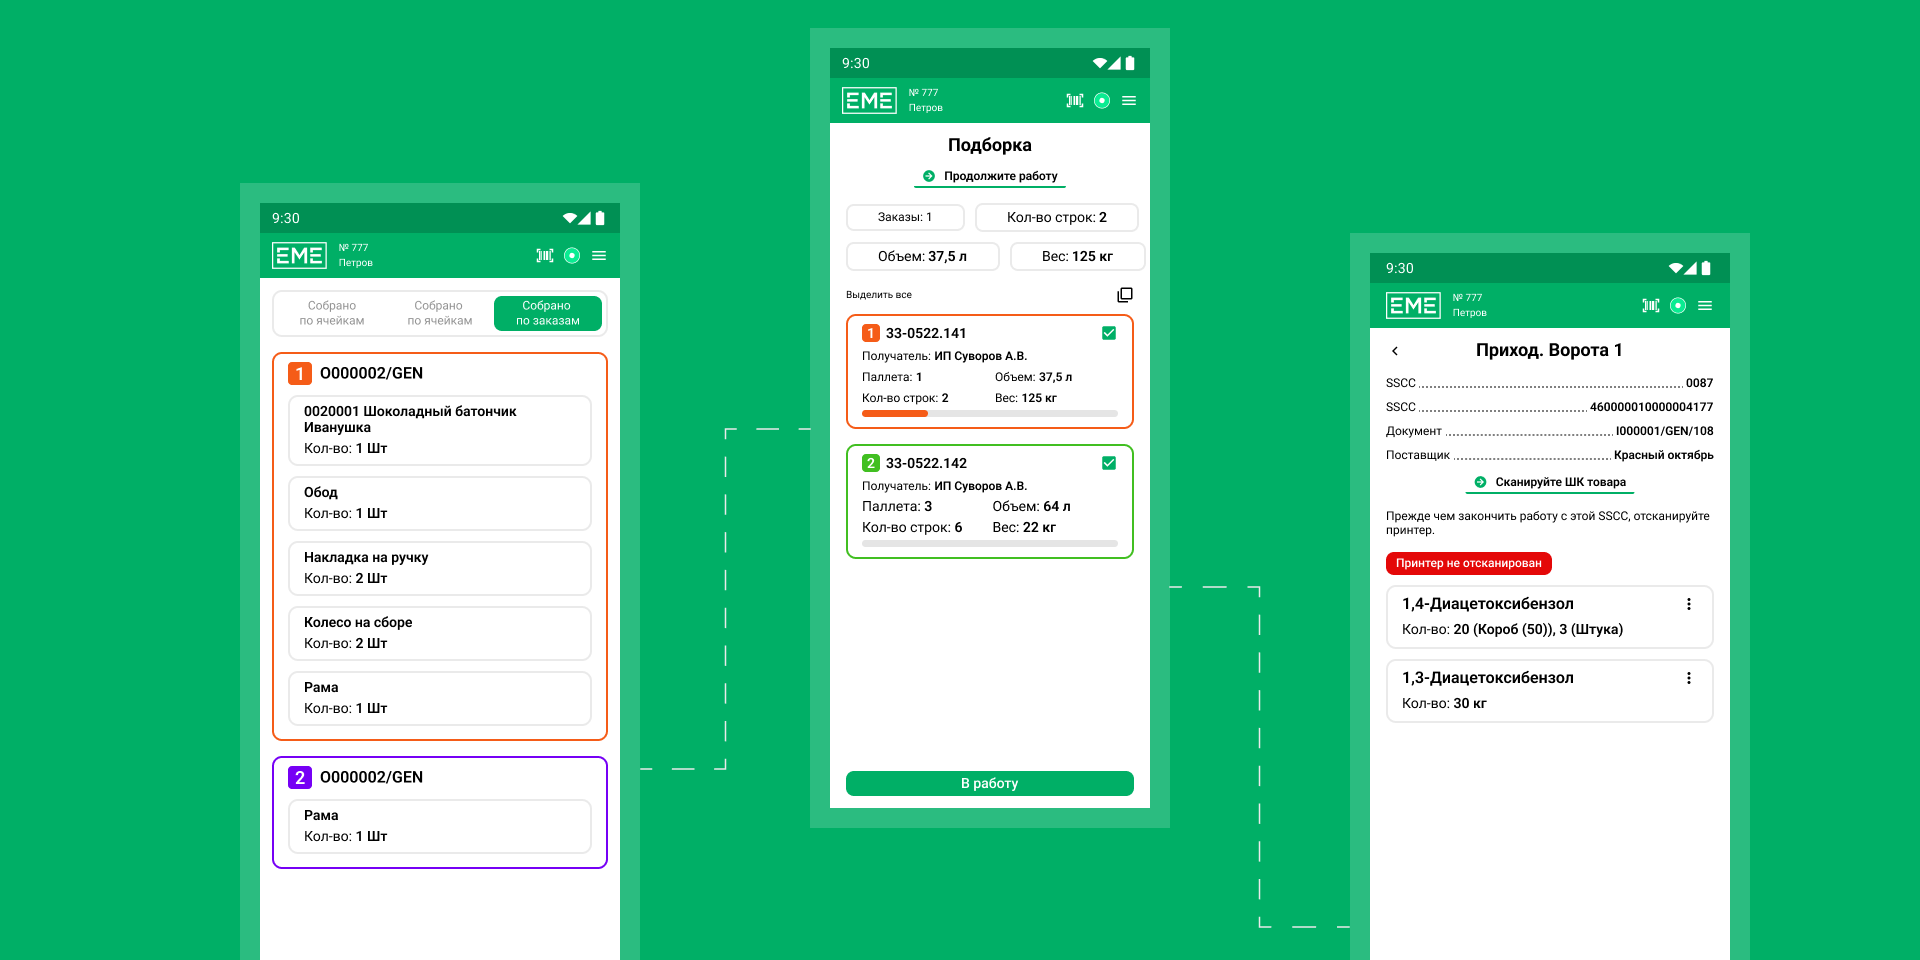 9:30
EME
№ 777
Петров
Собрано
по ячейкам
Собрано
по ячейкам
Собрано
по заказам
1 O000002/GEN
0020001 Шоколадный батончик
Иванушка
Кол-во: 1 Шт
Обод
Кол-во: 1 Шт
Накладка на ручку
Кол-во: 2 Шт
Колесо на сборе
Кол-во: 2 Шт
Рама
Кол-во: 1 Шт
2 O000002/GEN
Рама
Кол-во: 1 Шт
9:30
EME
№ 777
Петров
Подборка
Продолжите работу
Заказы: 1
Кол-во строк: 2
Объем: 37,5 л
Вес: 125 кг
Выделить все
1 33-0522.141
Получатель: ИП Суворов А.В.
Паллета: 1 Объем: 37,5 л
Кол-во строк: 2 Вес: 125 кг
2 33-0522.142
Получатель: ИП Суворов А.В.
Паллета: 3 Объем: 64 л
Кол-во строк: 6 Вес: 22 кг
В работу
9:30
EME
№ 777
Петров
Приход. Ворота 1
SSCC 0087
SSCC 460000010000004177
Документ I000001/GEN/108
Поставщик Красный октябрь
Сканируйте ШК товара
Прежде чем закончить работу с этой SSCC, отсканируйте
принтер.
Принтер не отсканирован
1,4-Диацетоксибензол
Кол-во: 20 (Короб (50)), 3 (Штука)
1,3-Диацетоксибензол
Кол-во: 30 кг